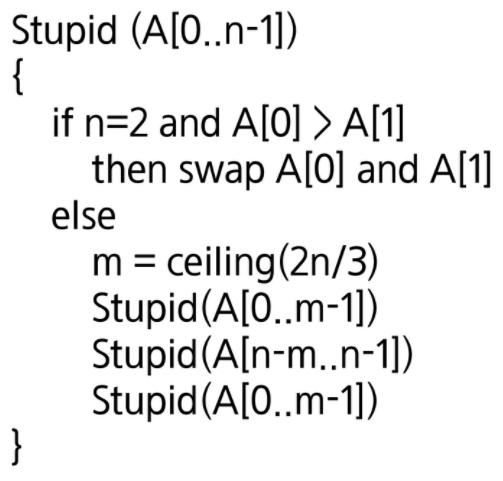 Stupid (A[0..n-1])
{
if n=2 and A[0] > A[1]
then swap A[0] and A[1]
else
m = ceiling(2n/3)
Stupid(A[0..m-1])
Stupid(A[n-m..n-1])
Stupid(A[0..m-1])
}